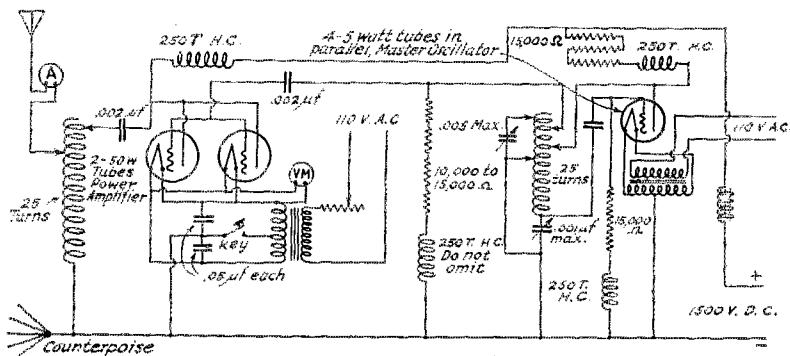 250 T H.C.
4-5 watt tubes in
parallel, Master Oscillator
15,000 Ω
250 T. H.C.
A
.002 μf
.002 μf
110 V. A.C.
.005 Max.
110 V A.C.
2-50w
Tubes
Power
Amplifier
VM
10,000 to
15,000 Ω
25
turns
25
Turns
key
.05 μf each
250 T. H.C.
Do not
omit
.001 μf
max.
15,000
Ω
250 T.
H.C.
+
1500 V. D.C.
Counterpoise